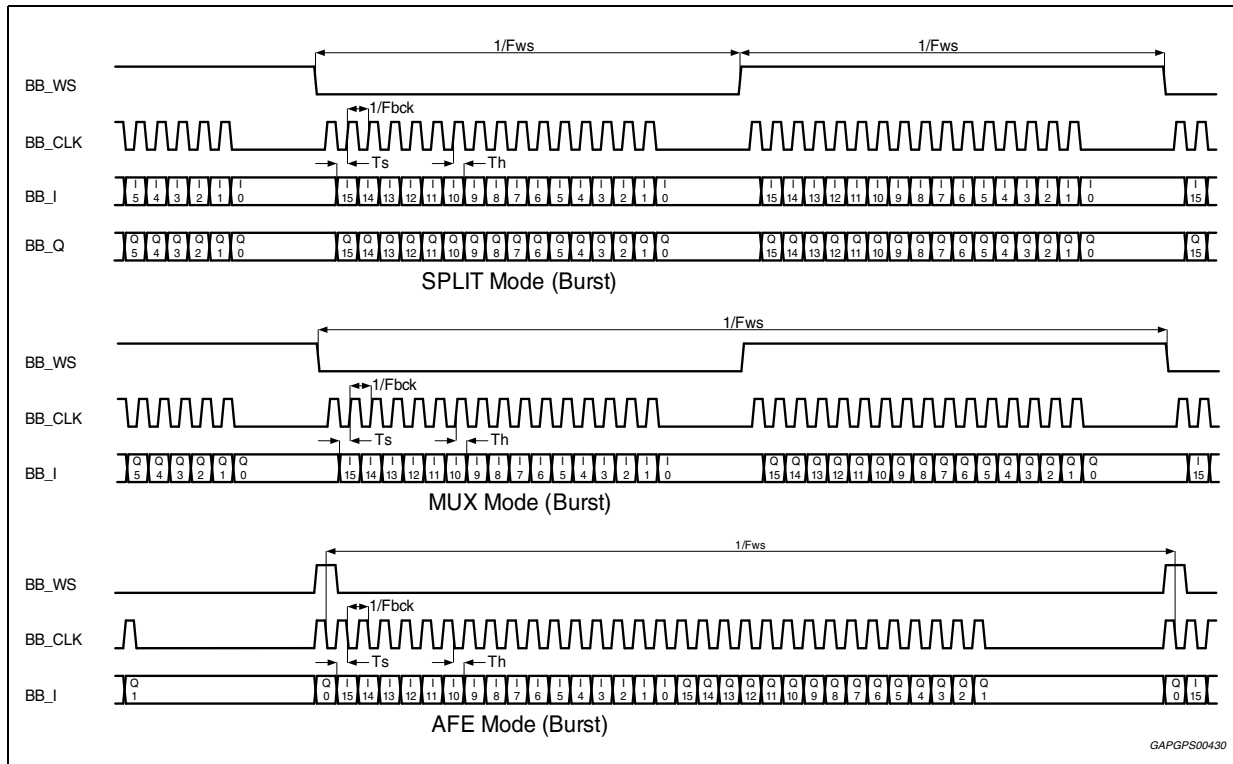 1/Fws 1/Fws
BB_WS
1/Fbck
BB_CLK
Ts Th
I I I I I I I I I I I I I I I I I I I I I I I I I I I I I I I I I I I I I I I
BB_I
5 4 3 2 1 0 15 14 13 12 11 10 9 8 7 6 5 4 3 2 1 0 15 14 13 12 11 10 9 8 7 6 5 4 3 2 1 0 15
Q Q Q Q Q Q Q Q Q Q Q Q Q Q Q Q Q Q Q Q Q Q Q Q Q Q Q Q Q Q Q Q Q Q Q Q Q Q Q
BB_Q
5 4 3 2 1 0 15 14 13 12 11 10 9 8 7 6 5 4 3 2 1 0 15 14 13 12 11 10 9 8 7 6 5 4 3 2 1 0 15
SPLIT Mode (Burst)
1/Fws
BB_WS
1/Fbck
BB_CLK
Ts Th
Q Q Q Q Q Q I I I I I I I I I I I I I I I I Q Q Q Q Q Q Q Q Q Q Q Q Q Q Q Q I
BB_I
5 4 3 2 1 0 15 14 13 12 11 10 9 8 7 6 5 4 3 2 1 0 15 14 13 12 11 10 9 8 7 6 5 4 3 2 1 0 15
MUX Mode (Burst)
1/Fws
BB_WS
1/Fbck
BB_CLK
Ts Th
Q Q I I I I I I I I I I I I I I I I Q Q Q Q Q Q Q Q Q Q Q Q Q Q Q Q I
BB_I
1 0 15 14 13 12 11 10 9 8 7 6 5 4 3 2 1 0 15 14 13 12 11 10 9 8 7 6 5 4 3 2 1 0 15
AFE Mode (Burst)
GAPGPS00430